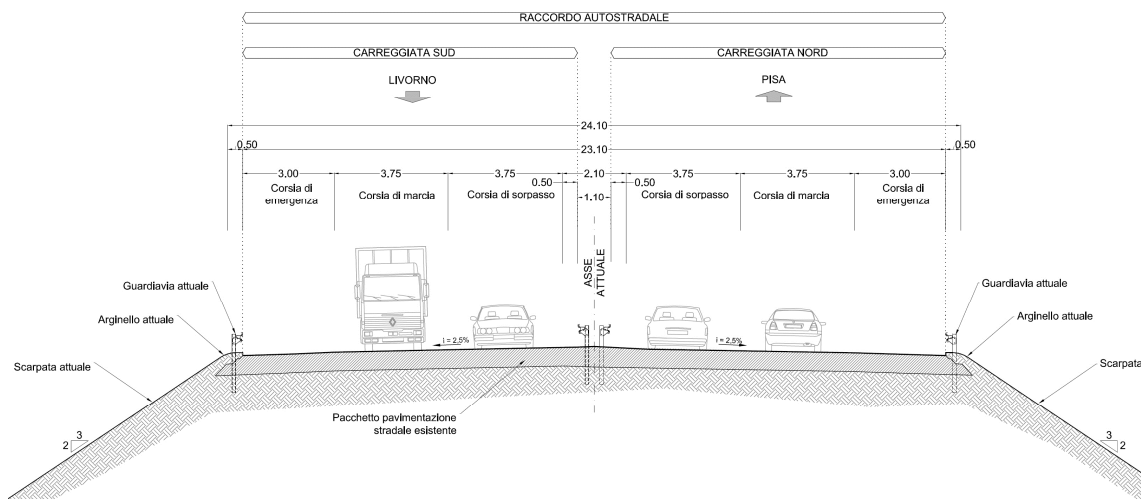 RACCORDO AUTOSTRADALE
CARREGGIATA SUD
CARREGGIATA NORD
LIVORNO
PISA
24.10
0.50
23.10
0.50
3.00
3.75
3.75
2.10
3.75
3.75
3.00
Corsia di
emergenza
Corsia di marcia
Corsia di sorpasso
0.50
0.50
Corsia di sorpasso
Corsia di marcia
Corsia di
emergenza
1.10
ASSE
ATTUALE
Guardiavia attuale
Guardiavia attuale
Arginello attuale
Arginello attuale
i = 2,5%
i = 2,5%
Scarpata attuale
Scarpata
Pacchetto pavimentazione
stradale esistente
3
2
3
2